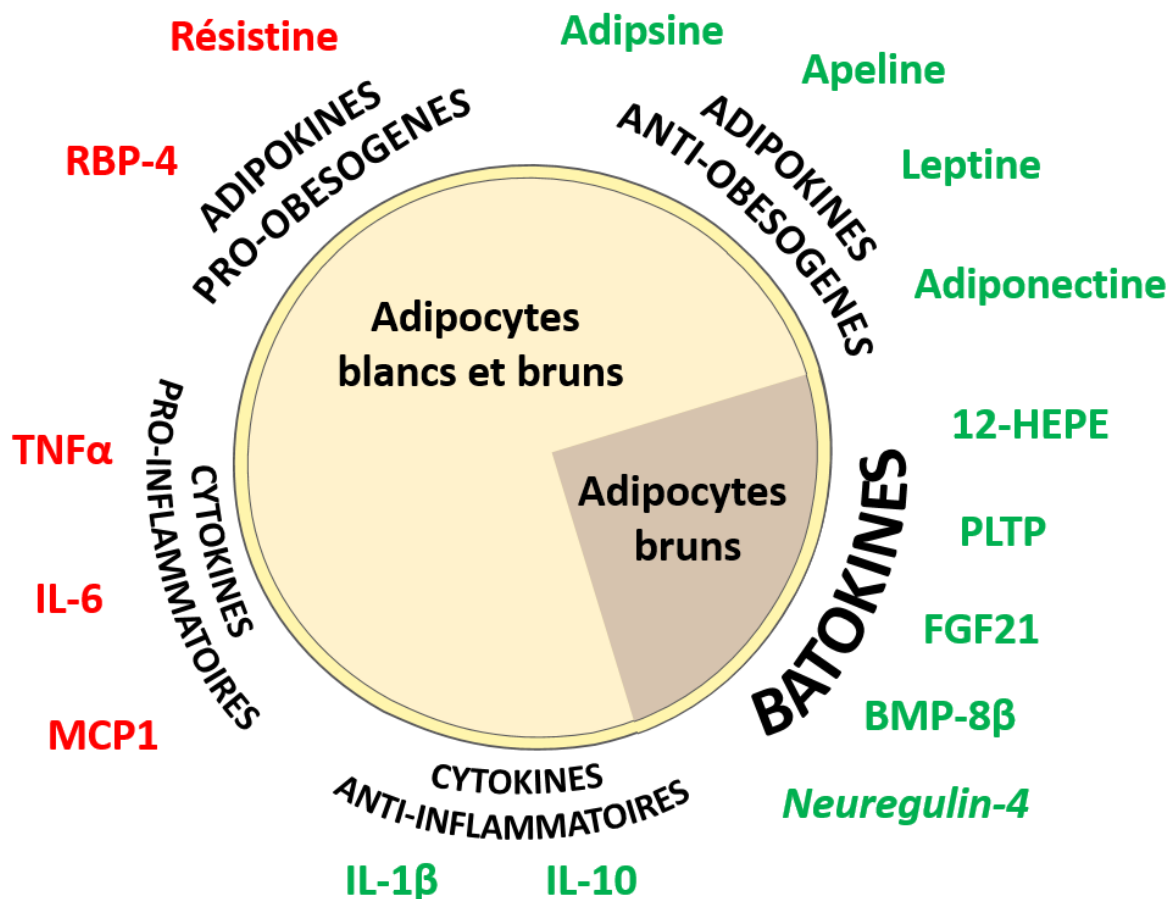 Résistine
RBP-4
ADIPOKINES
PRO-OBESOGENES
Adipsine
Apeline
Leptine
Adiponectine
ADIPOKINES
ANTI-OBESOGENES
Adipocytes
blancs et bruns
Adipocytes
bruns
TNFα
IL-6
MCP1
CYTOKINES
PRO-INFLAMMATOIRES
12-HEPE
PLTP
FGF21
BMP-8β
Neuregulin-4
BATOKINES
CYTOKINES
ANTI-INFLAMMATOIRES
IL-1β
IL-10